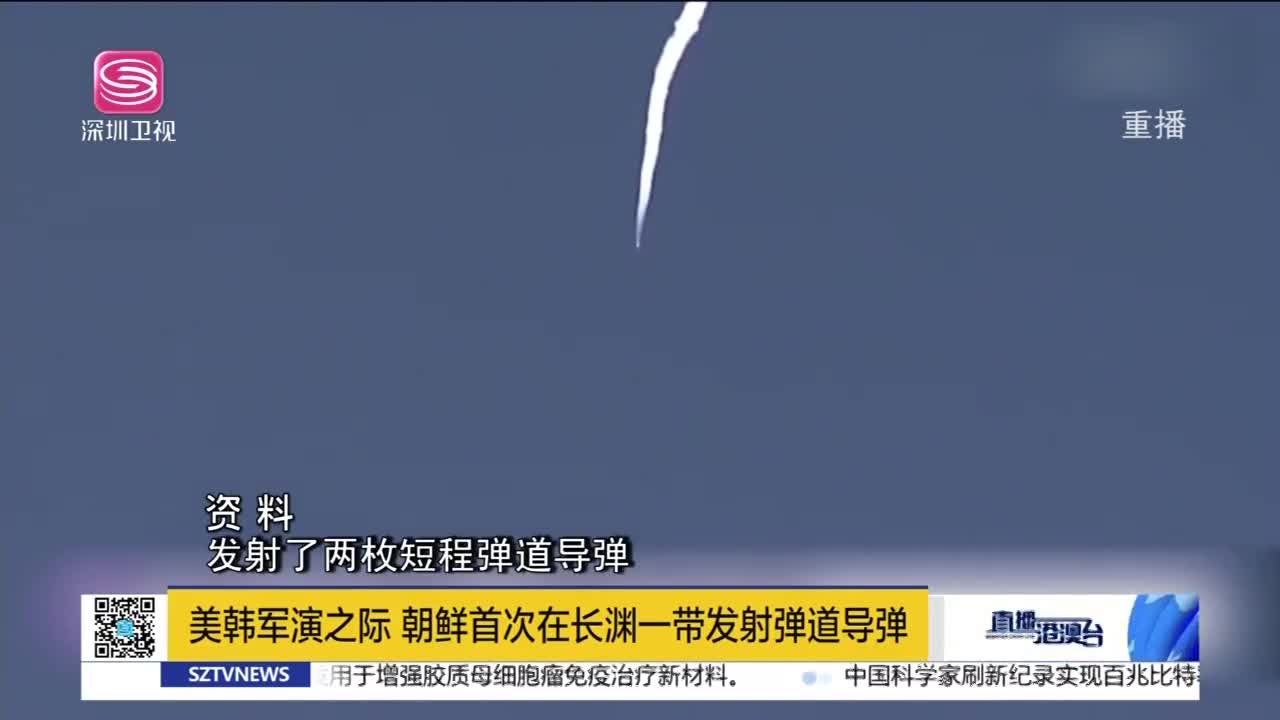 深圳卫视
重播
资 料
发射了两枚短程弹道导弹
美韩军演之际 朝鲜首次在长渊一带发射弹道导弹
直播港澳台
SZTVNEWS
用于增强胶质母细胞瘤免疫治疗新材料。
中国科学家刷新纪录实现百兆比特